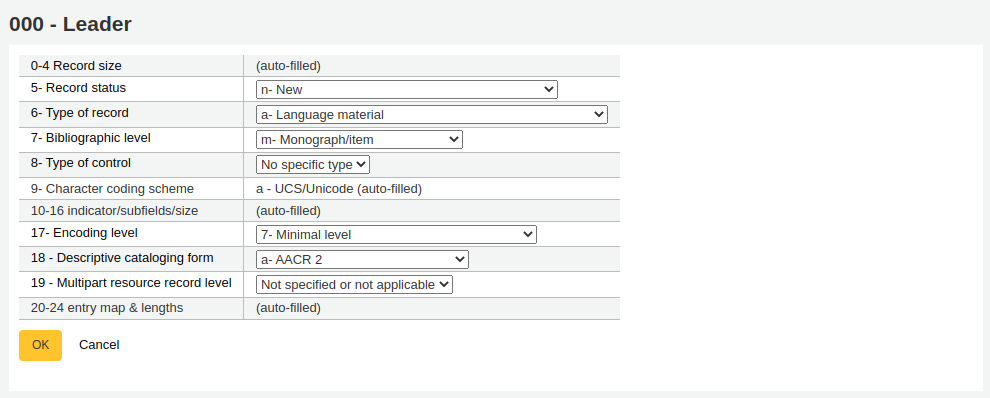 000 - Leader
0-4 Record size (auto-filled)
5- Record status n- New
6- Type of record a- Language material
7- Bibliographic level m- Monograph/item
8- Type of control No specific type
9- Character coding scheme a - UCS/Unicode (auto-filled)
10-16 indicator/subfields/size (auto-filled)
17- Encoding level 7- Minimal level
18 - Descriptive cataloging form a- AACR 2
19 - Multipart resource record level Not specified or not applicable
20-24 entry map & lengths (auto-filled)
OK Cancel